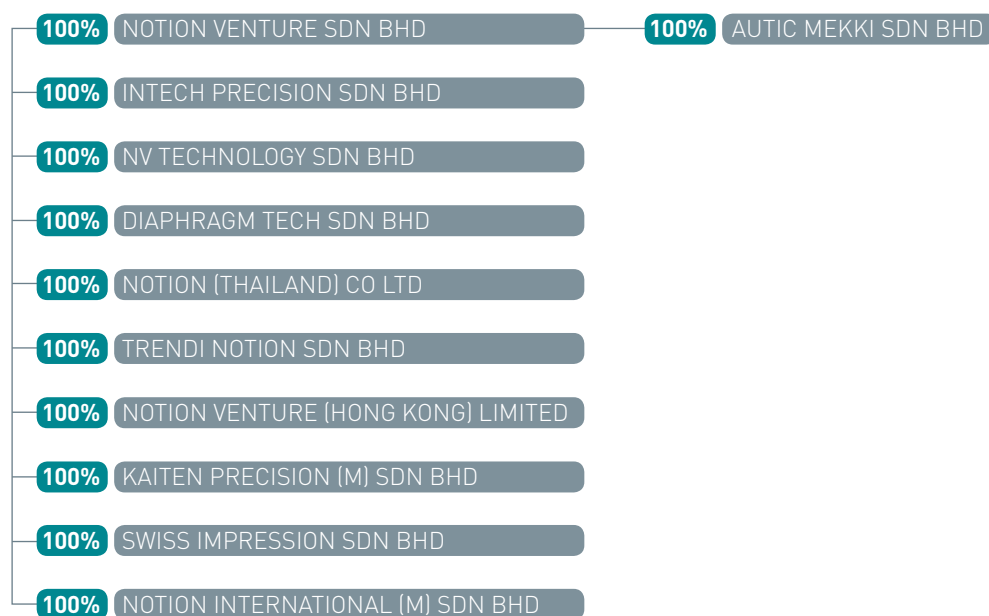 100% NOTION VENTURE SDN BHD 100% AUTIC MEKKI SDN BHD
100% INTECH PRECISION SDN BHD
100% NV TECHNOLOGY SDN BHD
100% DIAPHRAGM TECH SDN BHD
100% NOTION (THAILAND) CO LTD
100% TRENDI NOTION SDN BHD
100% NOTION VENTURE (HONG KONG) LIMITED
100% KAITEN PRECISION (M) SDN BHD
100% SWISS IMPRESSION SDN BHD
100% NOTION INTERNATIONAL (M) SDN BHD